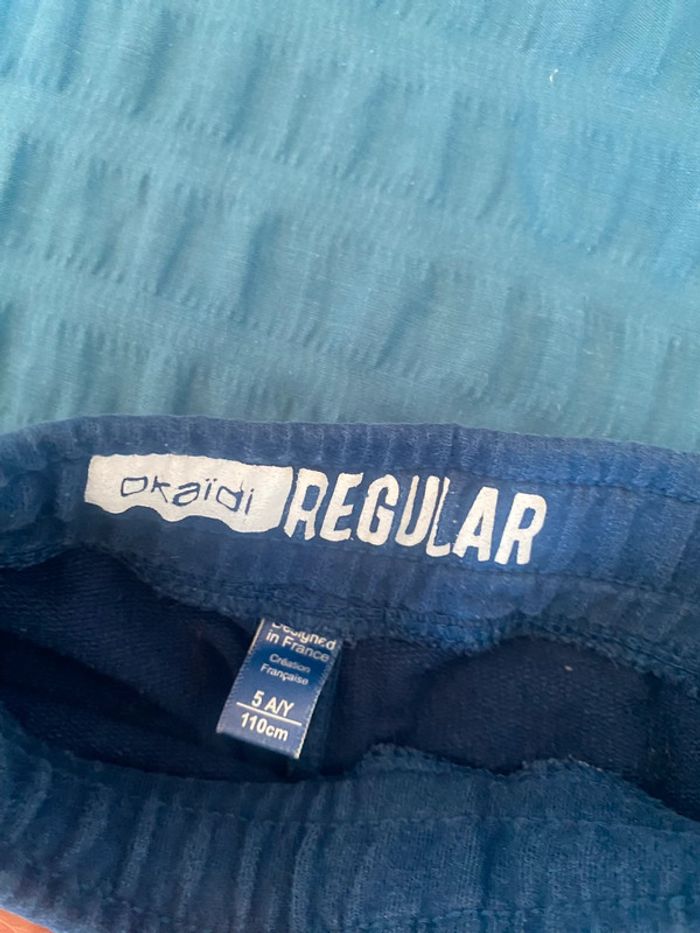 okaïdi REGULAR
Designed
in France
Création
Française
5 A/Y
110cm